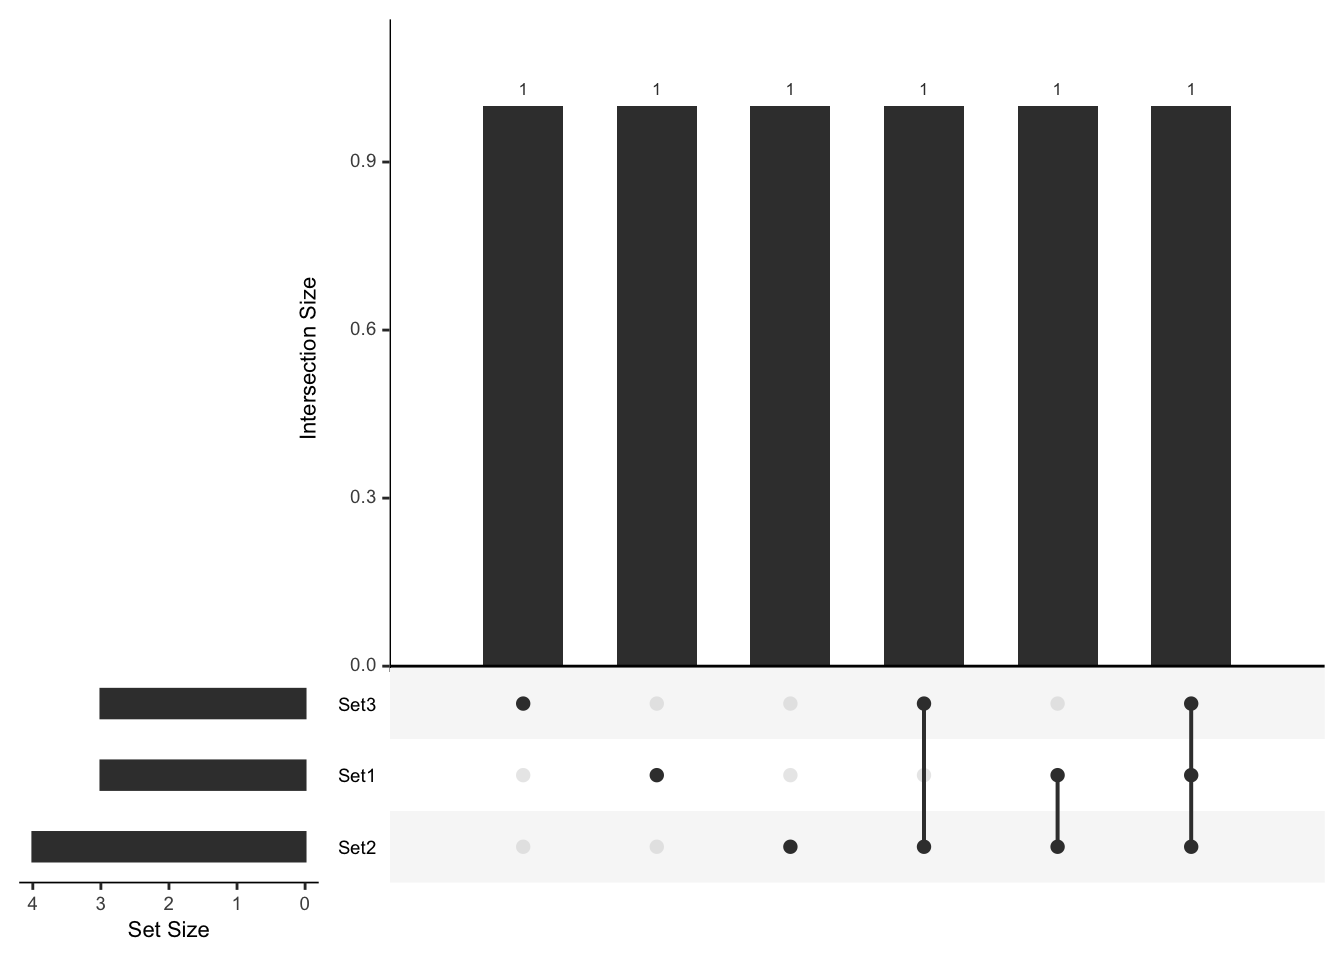 1 1 1 1 1 1
0.9
0.6
0.3
0.0
Intersection Size
Set3
Set1
Set2
4 3 2 1 0
Set Size